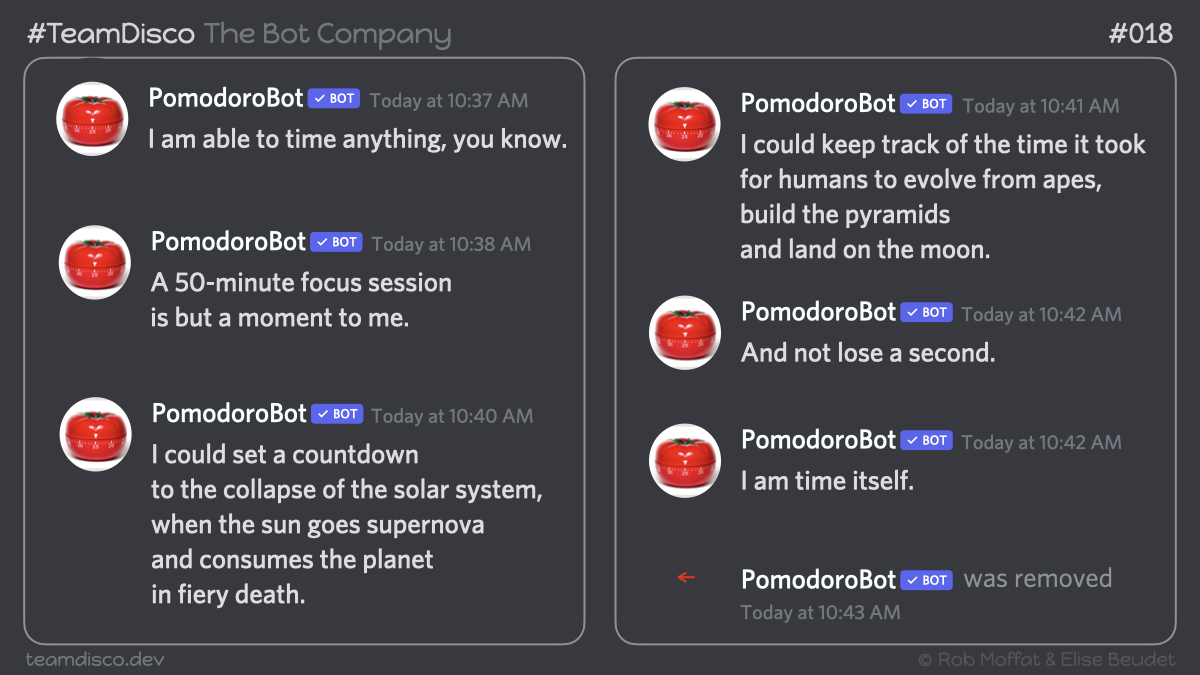 #TeamDisco The Bot Company
#018
PomodoroBot ✓ BOT Today at 10:37 AM
I am able to time anything, you know.
PomodoroBot ✓ BOT Today at 10:38 AM
A 50-minute focus session
is but a moment to me.
PomodoroBot ✓ BOT Today at 10:40 AM
I could set a countdown
to the collapse of the solar system,
when the sun goes supernova
and consumes the planet
in fiery death.
PomodoroBot ✓ BOT Today at 10:41 AM
I could keep track of the time it took
for humans to evolve from apes,
build the pyramids
and land on the moon.
PomodoroBot ✓ BOT Today at 10:42 AM
And not lose a second.
PomodoroBot ✓ BOT Today at 10:42 AM
I am time itself.
← PomodoroBot ✓ BOT was removed
Today at 10:43 AM
teamdisco.dev
© Rob Moffat & Elise Beudet